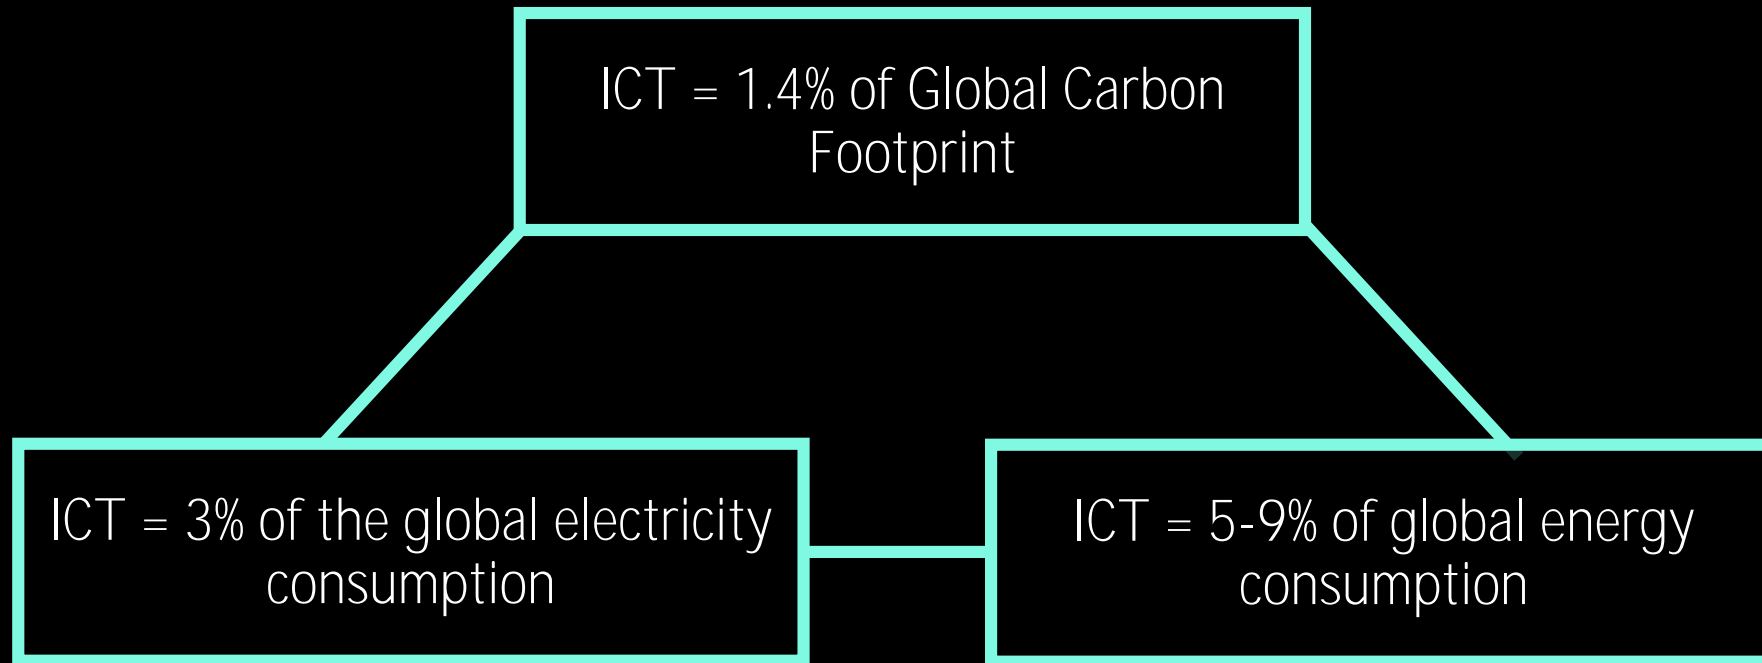 ICT = 1.4% of Global Carbon
Footprint
ICT = 3% of the global electricity
consumption
ICT = 5-9% of global energy
consumption